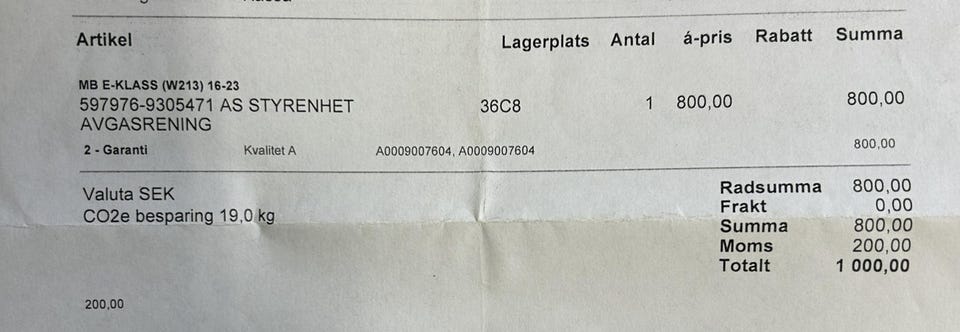 Artikel Lagerplats Antal á-pris Rabatt Summa
MB E-KLASS (W213) 16-23
597976-9305471 AS STYRENHET 36C8 1 800,00 800,00
AVGASRENING
2 - Garanti Kvalitet A A0009007604, A0009007604 800,00
Valuta SEK Radsumma 800,00
CO2e besparing 19,0 kg Frakt 0,00
Summa 800,00
Moms 200,00
Totalt 1 000,00
200,00